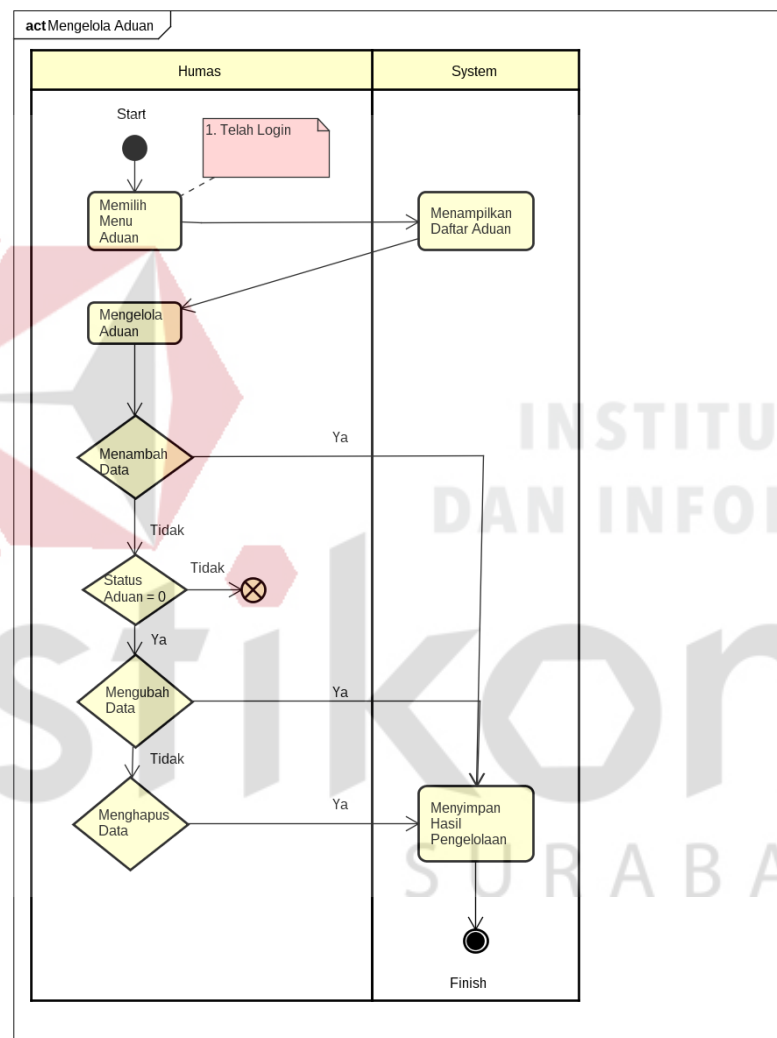 act Mengelola Aduan
Humas
System
Start
1. Telah Login
Memilih
Menu
Aduan
Menampilkan
Daftar Aduan
Mengelola
Aduan
Menambah
Data
Ya
Tidak
Status
Aduan = 0
Tidak
Ya
Mengubah
Data
Ya
Tidak
Menghapus
Data
Ya
Menyimpan
Hasil
Pengelolaan
Finish
INSTITU
DAN INFO
stikom
SURABA